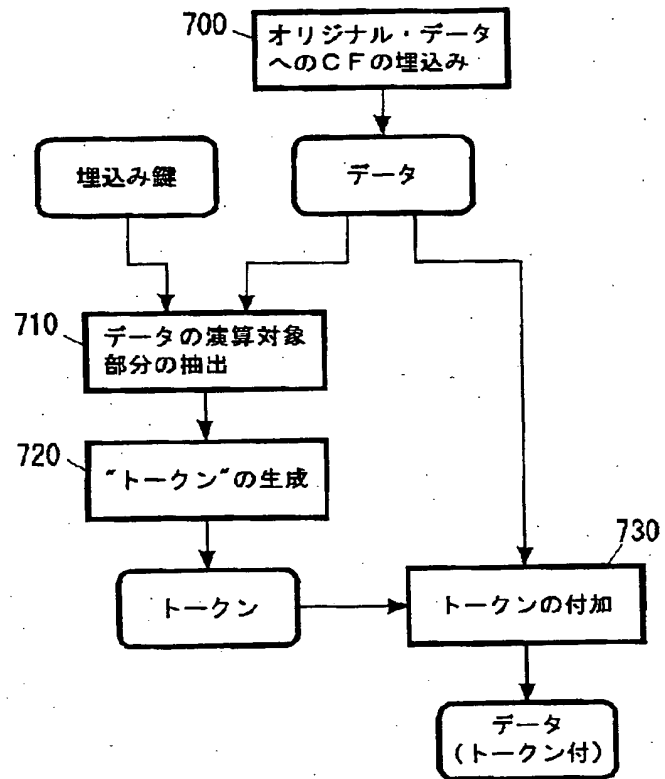 700
オリジナル・データ
へのCFの埋込み
埋込み鍵
データ
710
データの演算対象
部分の抽出
720
"トークン"の生成
730
トークン
トークンの付加
データ
(トークン付)